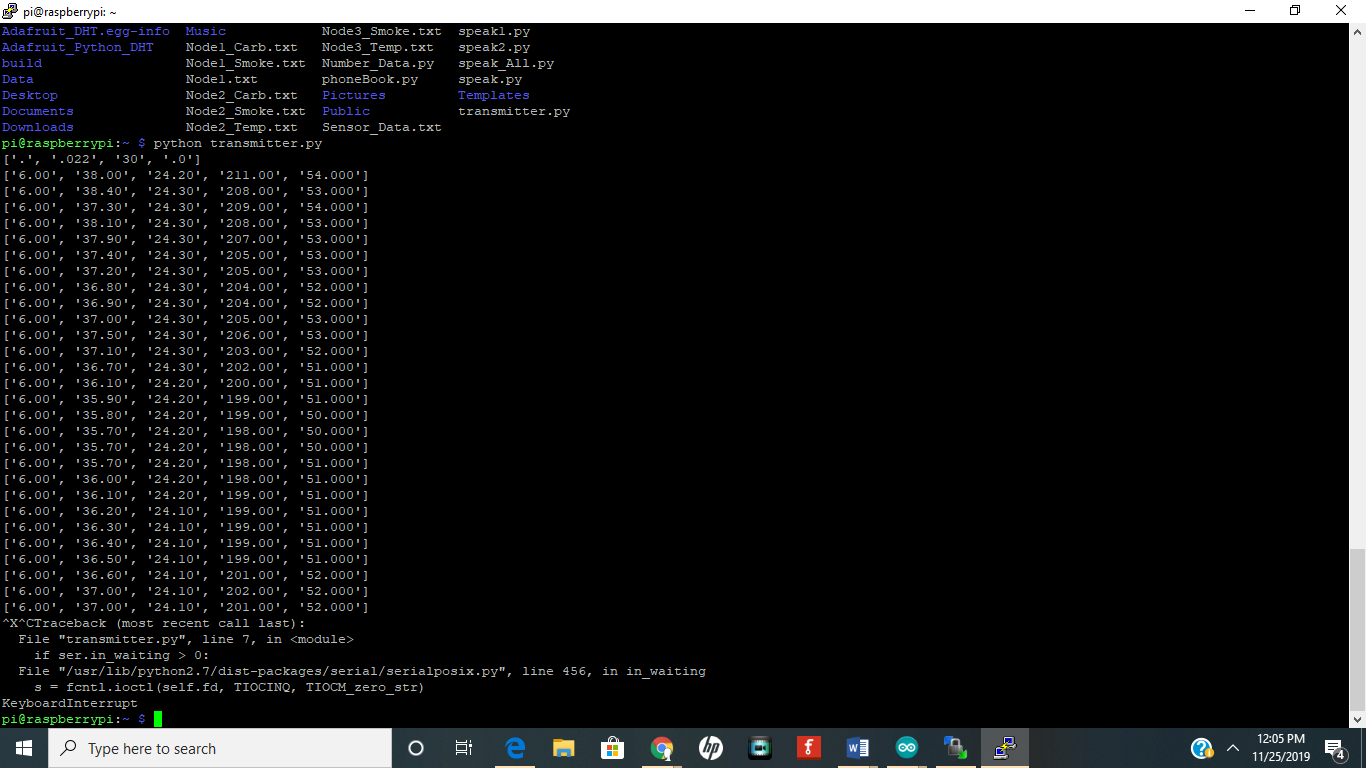 pi@raspberrypi: ~
Adafruit_DHT.egg-info  Music            Node3_Smoke.txt  speak1.py
Adafruit_Python_DHT    Node1_Carb.txt   Node3_Temp.txt   speak2.py
build                  Node1_Smoke.txt  Number_Data.py   speak_All.py
Data                   Node1.txt        phoneBook.py     speak.py
Desktop                Node2_Carb.txt   Pictures         Templates
Documents              Node2_Smoke.txt  Public           transmitter.py
Downloads              Node2_Temp.txt   Sensor_Data.txt
pi@raspberrypi:~ $ python transmitter.py
['.', '.022', '30', '.0']
['6.00', '38.00', '24.20', '211.00', '54.000']
['6.00', '38.40', '24.30', '208.00', '53.000']
['6.00', '37.30', '24.30', '209.00', '54.000']
['6.00', '38.10', '24.30', '208.00', '53.000']
['6.00', '37.90', '24.30', '207.00', '53.000']
['6.00', '37.40', '24.30', '205.00', '53.000']
['6.00', '37.20', '24.30', '205.00', '53.000']
['6.00', '36.80', '24.30', '204.00', '52.000']
['6.00', '36.90', '24.30', '204.00', '52.000']
['6.00', '37.00', '24.30', '205.00', '53.000']
['6.00', '37.50', '24.30', '206.00', '53.000']
['6.00', '37.10', '24.30', '203.00', '52.000']
['6.00', '36.70', '24.30', '202.00', '51.000']
['6.00', '36.10', '24.20', '200.00', '51.000']
['6.00', '35.90', '24.20', '199.00', '51.000']
['6.00', '35.80', '24.20', '199.00', '50.000']
['6.00', '35.70', '24.20', '198.00', '50.000']
['6.00', '35.70', '24.20', '198.00', '50.000']
['6.00', '35.70', '24.20', '198.00', '51.000']
['6.00', '36.00', '24.20', '198.00', '51.000']
['6.00', '36.10', '24.20', '199.00', '51.000']
['6.00', '36.20', '24.10', '199.00', '51.000']
['6.00', '36.30', '24.10', '199.00', '51.000']
['6.00', '36.40', '24.10', '199.00', '51.000']
['6.00', '36.50', '24.10', '199.00', '51.000']
['6.00', '36.60', '24.10', '201.00', '52.000']
['6.00', '37.00', '24.10', '202.00', '52.000']
['6.00', '37.00', '24.10', '201.00', '52.000']
^X^CTraceback (most recent call last):
  File "transmitter.py", line 7, in <module>
    if ser.in_waiting > 0:
  File "/usr/lib/python2.7/dist-packages/serial/serialposix.py", line 456, in in_waiting
    s = fcntl.ioctl(self.fd, TIOCINQ, TIOCM_zero_str)
KeyboardInterrupt
pi@raspberrypi:~ $
Type here to search
12:05 PM
11/25/2019
4